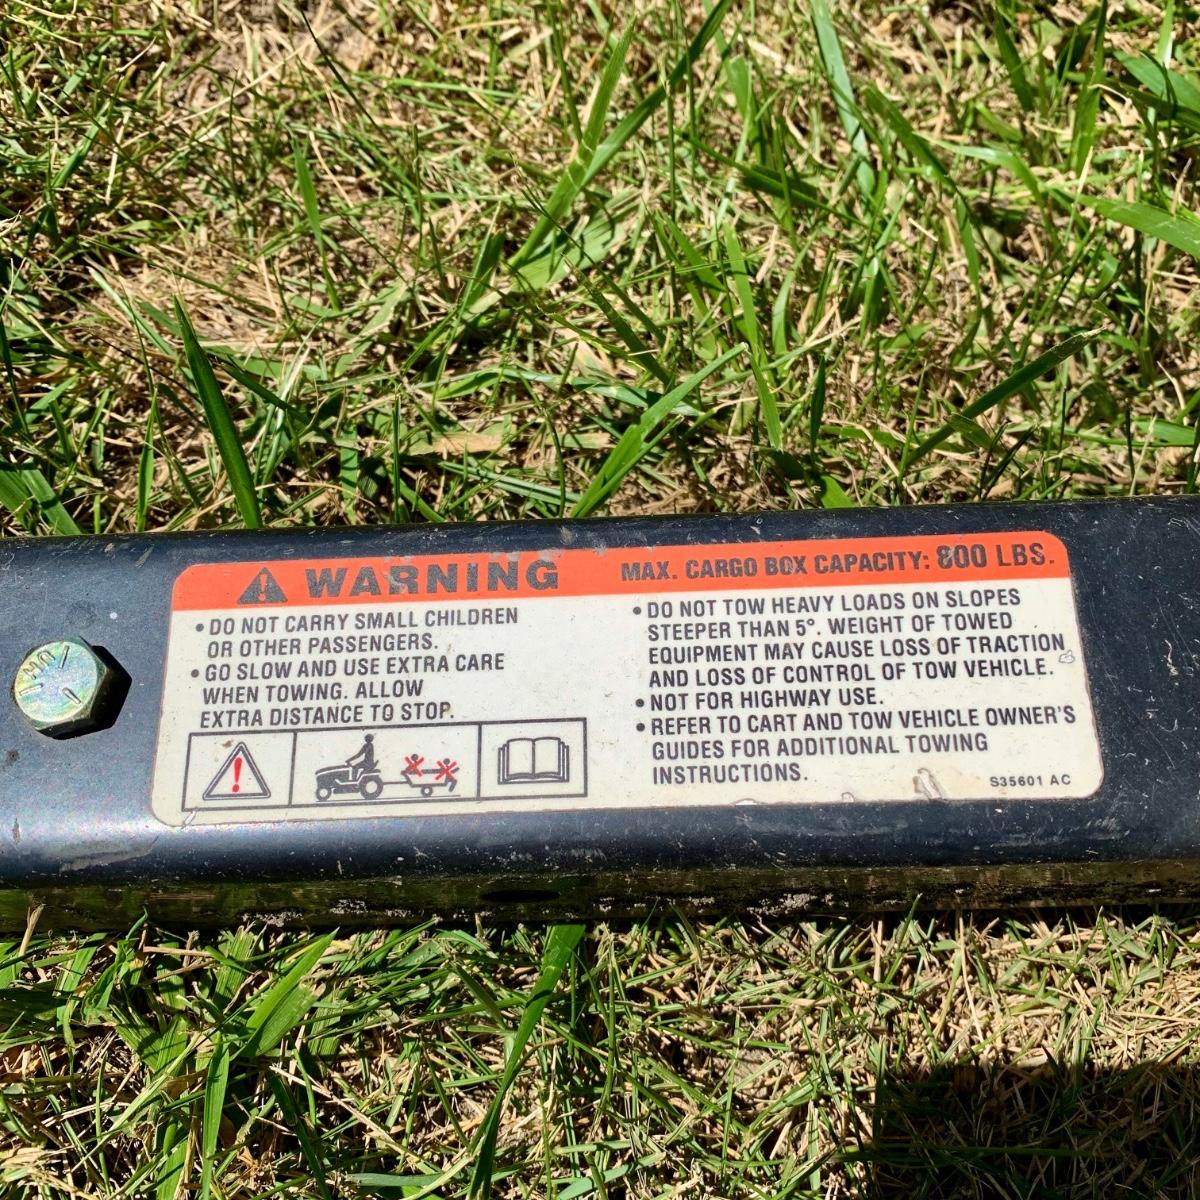 WARNING MAX. CARGO BOX CAPACITY: 800 LBS.
• DO NOT CARRY SMALL CHILDREN
OR OTHER PASSENGERS.
• GO SLOW AND USE EXTRA CARE
WHEN TOWING. ALLOW
EXTRA DISTANCE TO STOP.
• DO NOT TOW HEAVY LOADS ON SLOPES
STEEPER THAN 5°. WEIGHT OF TOWED
EQUIPMENT MAY CAUSE LOSS OF TRACTION
AND LOSS OF CONTROL OF TOW VEHICLE.
• NOT FOR HIGHWAY USE.
• REFER TO CART AND TOW VEHICLE OWNER'S
GUIDES FOR ADDITIONAL TOWING
INSTRUCTIONS.
S35601 AC